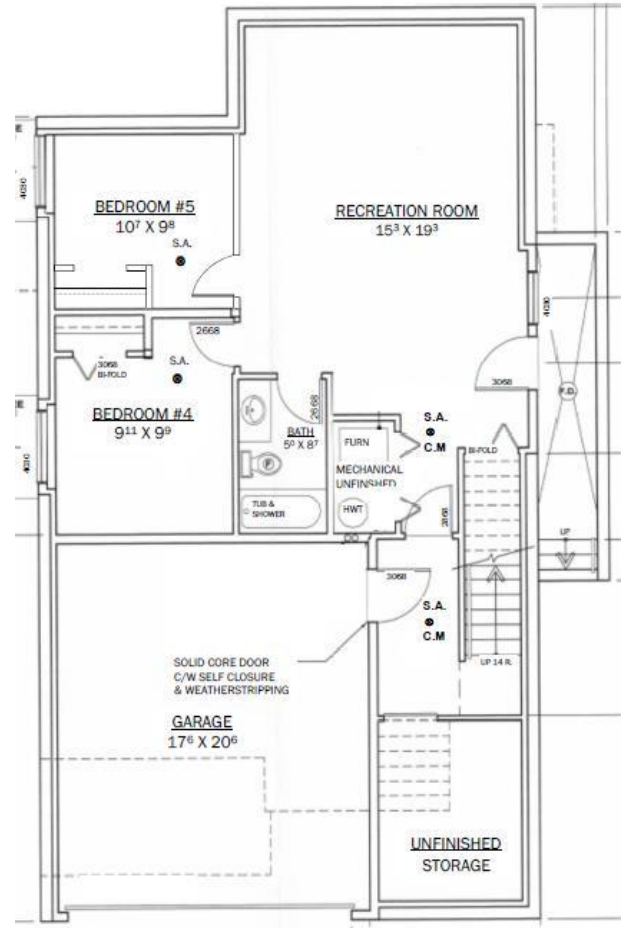 BEDROOM #5
10⁷ X 9⁸
S.A.
4030
RECREATION ROOM
15³ X 19³
4030
2668
3068
BI-FOLD
S.A.
BEDROOM #4
9¹¹ X 9⁹
4030
2668
BATH
5⁰ X 8⁷
TUB &
SHOWER
FURN
MECHANICAL
UNFINSHED
HWT
S.A.
C.M
3068
F.D.
BI-FOLD
2868
UP
3068
S.A.
C.M
UP 14 R.
SOLID CORE DOOR
C/W SELF CLOSURE
& WEATHERSTRIPPING
GARAGE
17⁶ X 20⁶
UNFINISHED
STORAGE